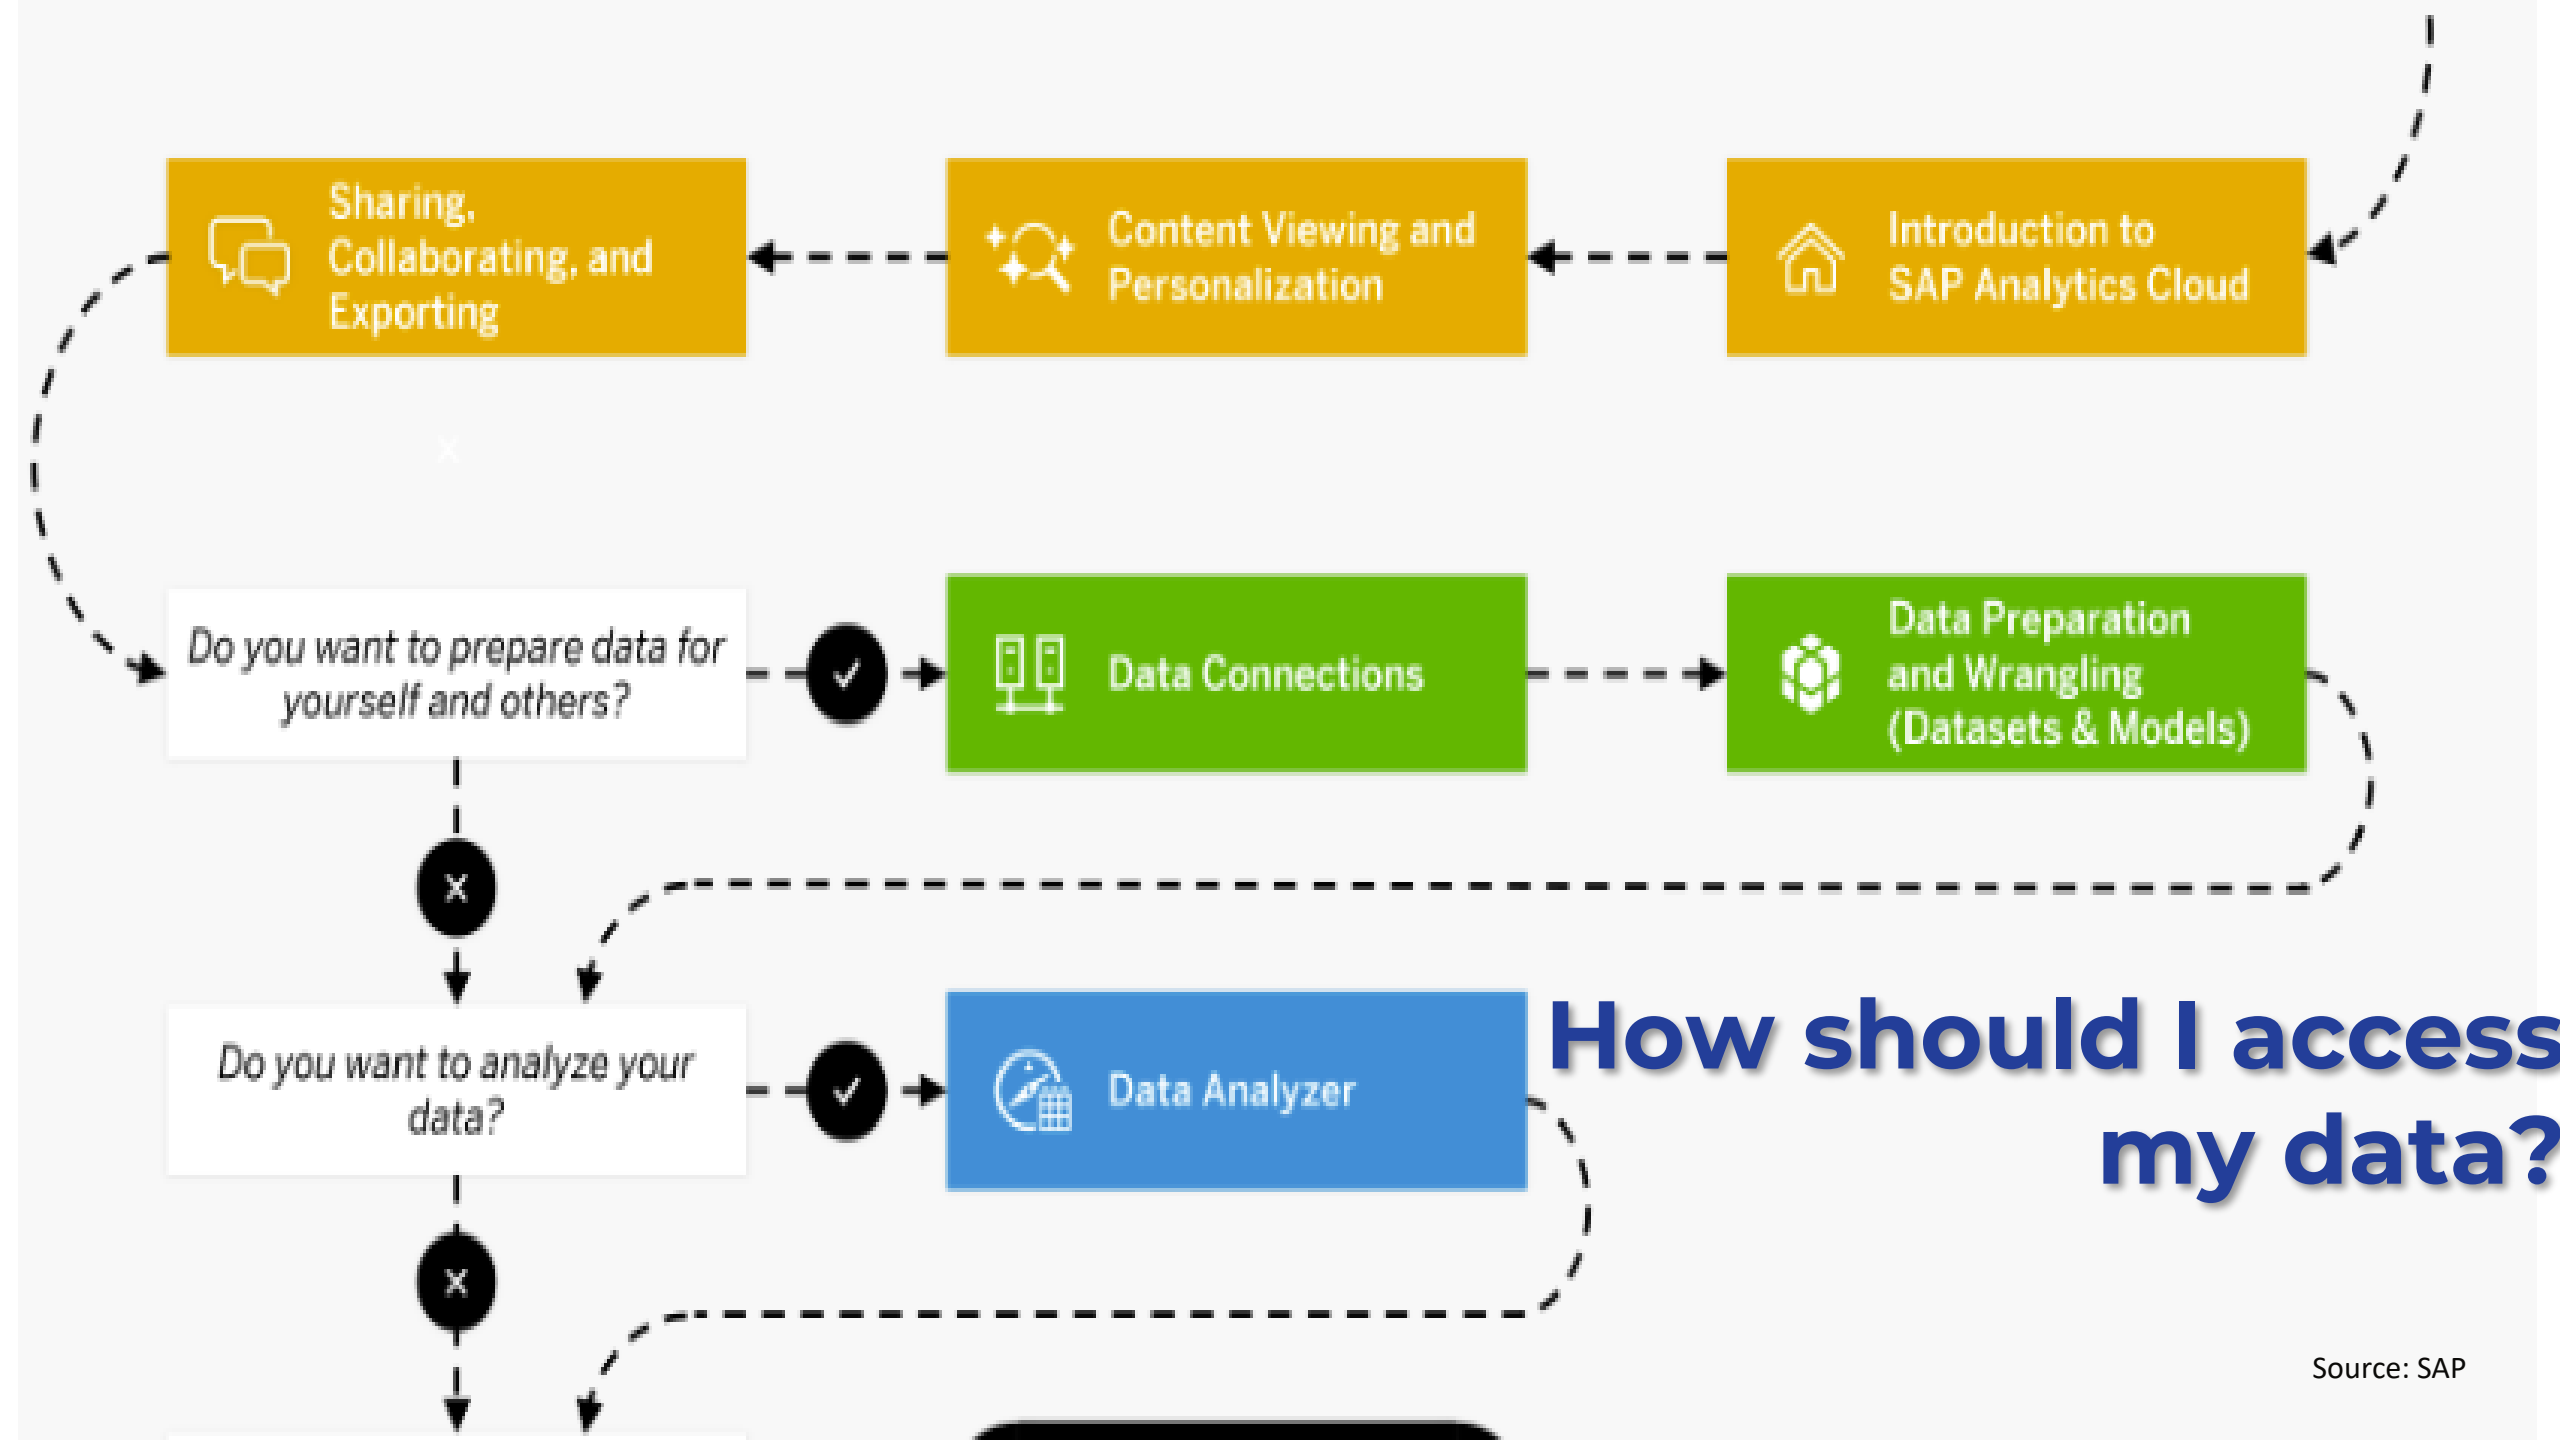 Sharing,
Collaborating, and
Exporting
Content Viewing and
Personalization
Introduction to
SAP Analytics Cloud
x
Do you want to prepare data for
yourself and others?
Data Connections
Data Preparation
and Wrangling
(Datasets & Models)
x
Do you want to analyze your
data?
Data Analyzer
How should I access
my data?
x
Source: SAP